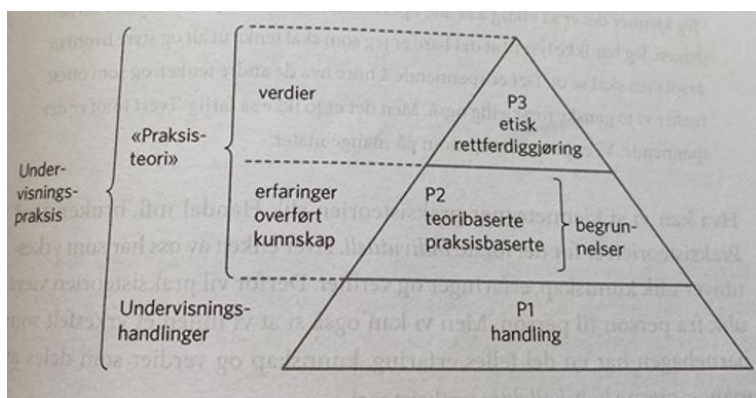 verdier
«Praksis-
teori»
Under-
visnings-
praksis
erfaringer
overført
kunnskap
Undervisnings-
handlinger
P3
etisk
rettferdiggjøring
P2
teoribaserte
praksisbaserte
begrun-
nelser
P1
handling